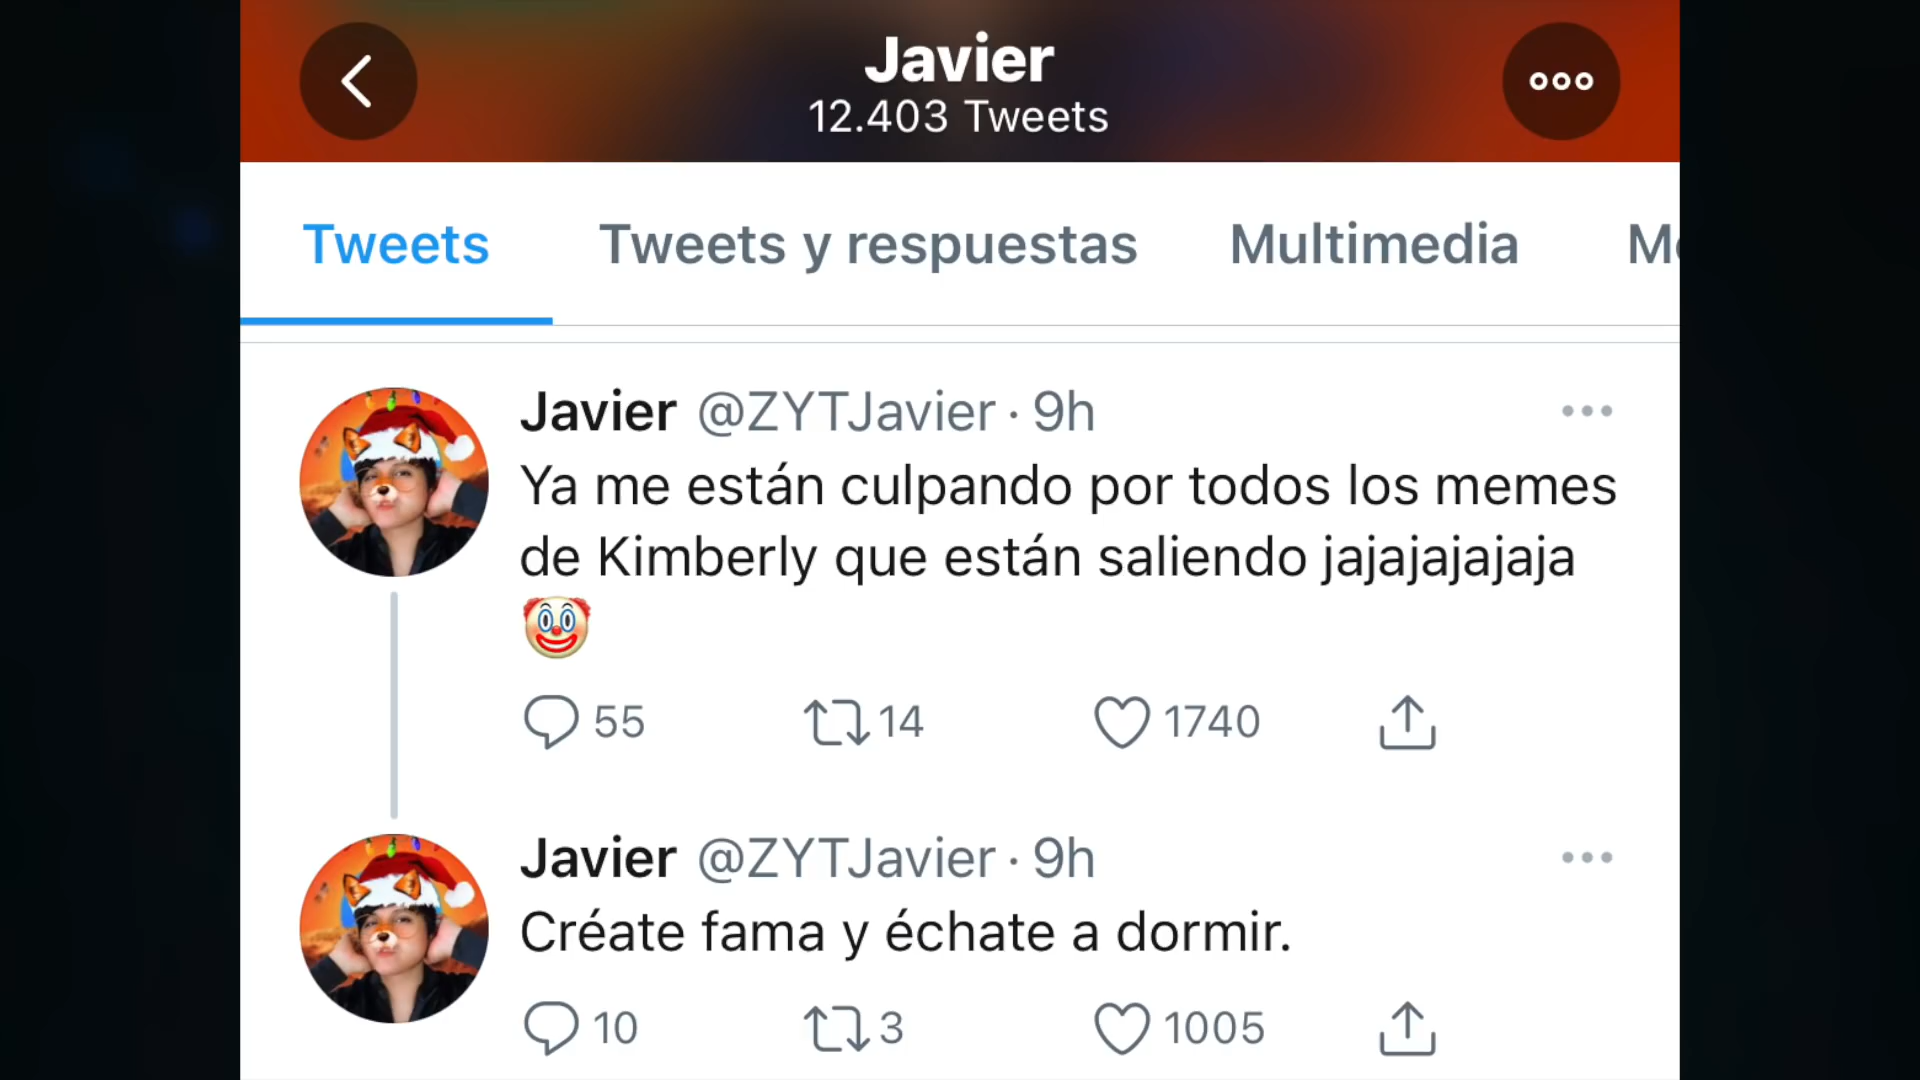 Javier
12.403 Tweets
Tweets
Tweets y respuestas
Multimedia
Javier @ZYTJavier · 9h
Ya me están culpando por todos los memes
de Kimberly que están saliendo jajajajajaja
🤡
55
14
1740
Javier @ZYTJavier · 9h
Créate fama y échate a dormir.
10
3
1005